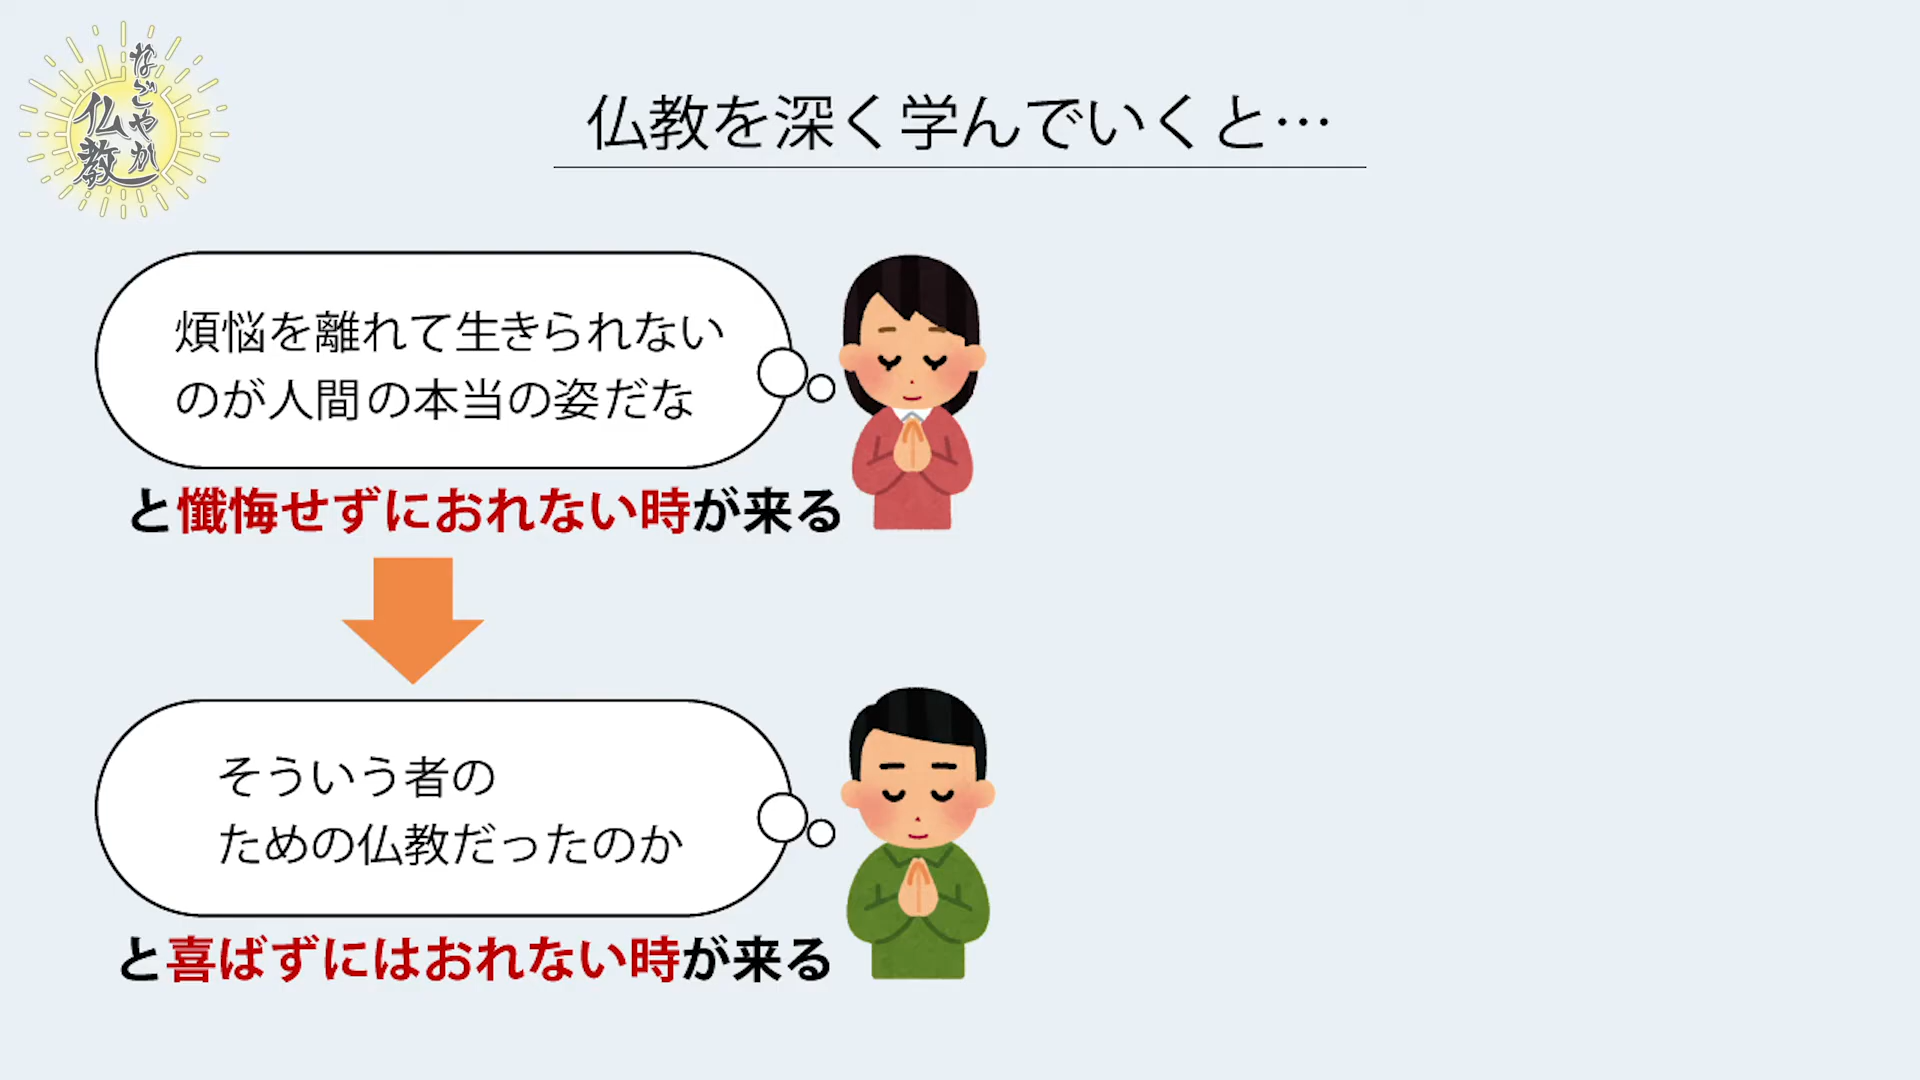 なごやか
仏教
仏教を深く学んでいくと…
煩悩を離れて生きられない
のが人間の本当の姿だな
と懺悔せずにおれない時が来る
そういう者の
ための仏教だったのか
と喜ばずにはおれない時が来る